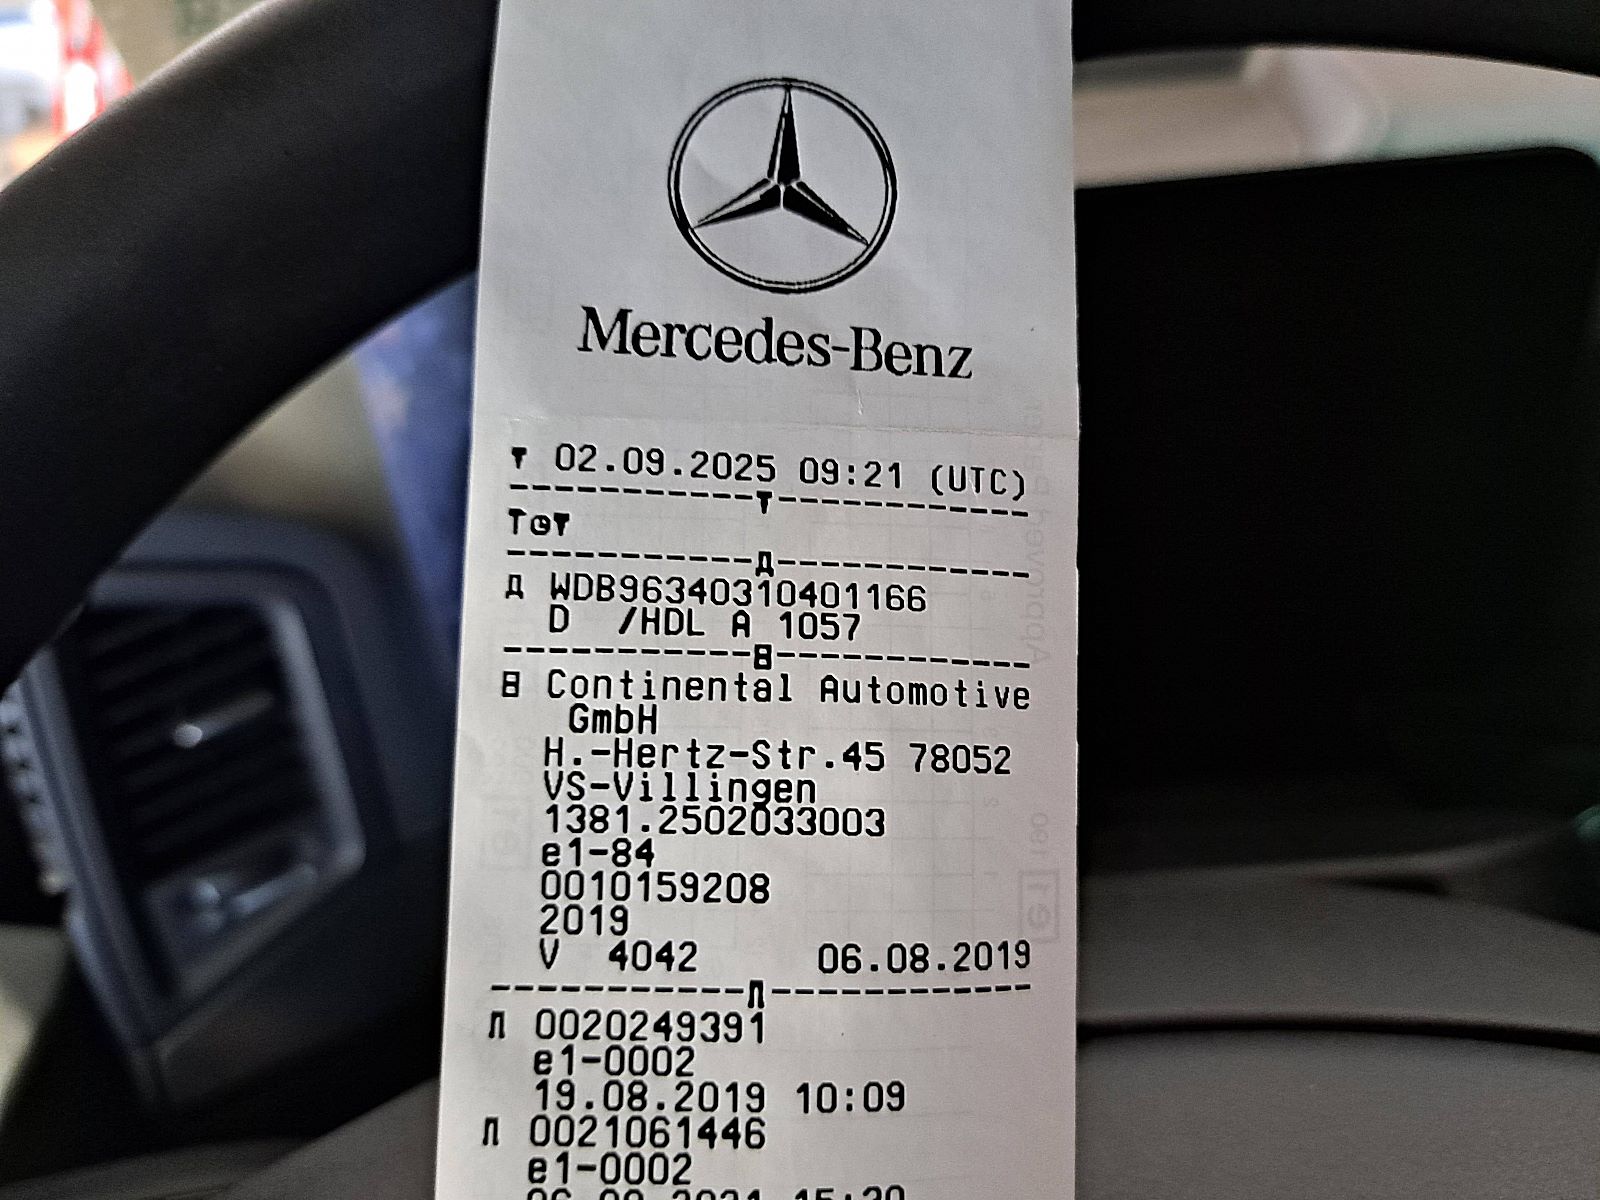 Mercedes-Benz
▼ 02.09.2025 09:21 (UTC)
-----------▼-----------
T⊙▼
-----------Д-----------
Д WDB96340310401166
D /HDL A 1057
-----------8-----------
8 Continental Automotive
GmbH
H.-Hertz-Str.45 78052
VS-Villingen
1381.2502033003
e1-84
0010159208
2019
V 4042 06.08.2019
-----------Л-----------
Л 0020249391
e1-0002
19.08.2019 10:09
Л 0021061446
e1-0002